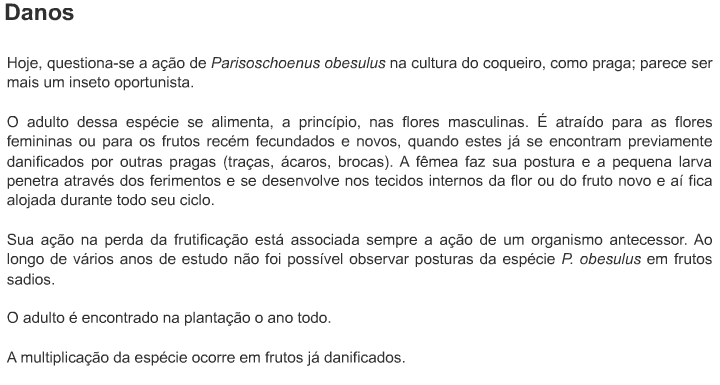 Danos
Hoje, questiona-se a ação de Parisoschoenus obesulus na cultura do coqueiro, como praga; parece ser
mais um inseto oportunista.
O adulto dessa espécie se alimenta, a princípio, nas flores masculinas. É atraído para as flores
femininas ou para os frutos recém fecundados e novos, quando estes já se encontram previamente
danificados por outras pragas (traças, ácaros, brocas). A fêmea faz sua postura e a pequena larva
penetra através dos ferimentos e se desenvolve nos tecidos internos da flor ou do fruto novo e aí fica
alojada durante todo seu ciclo.
Sua ação na perda da frutificação está associada sempre a ação de um organismo antecessor. Ao
longo de vários anos de estudo não foi possível observar posturas da espécie P. obesulus em frutos
sadios.
O adulto é encontrado na plantação o ano todo.
A multiplicação da espécie ocorre em frutos já danificados.